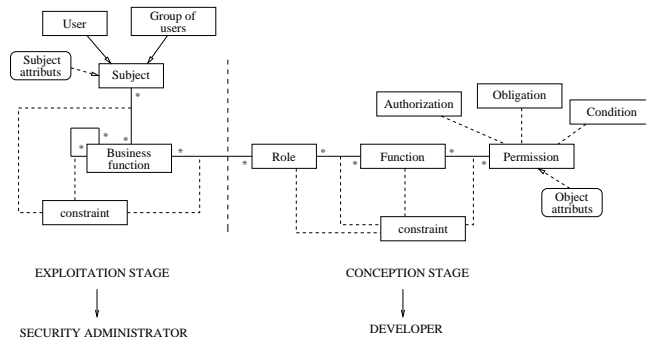 User
Group of
users
Subject
attributs
Subject
*
*
*
Business
function
*
constraint
*
Role
*
*
Function
*
*
Permission
Authorization
Obligation
Condition
Object
attributs
constraint
EXPLOITATION STAGE
CONCEPTION STAGE
SECURITY ADMINISTRATOR
DEVELOPER